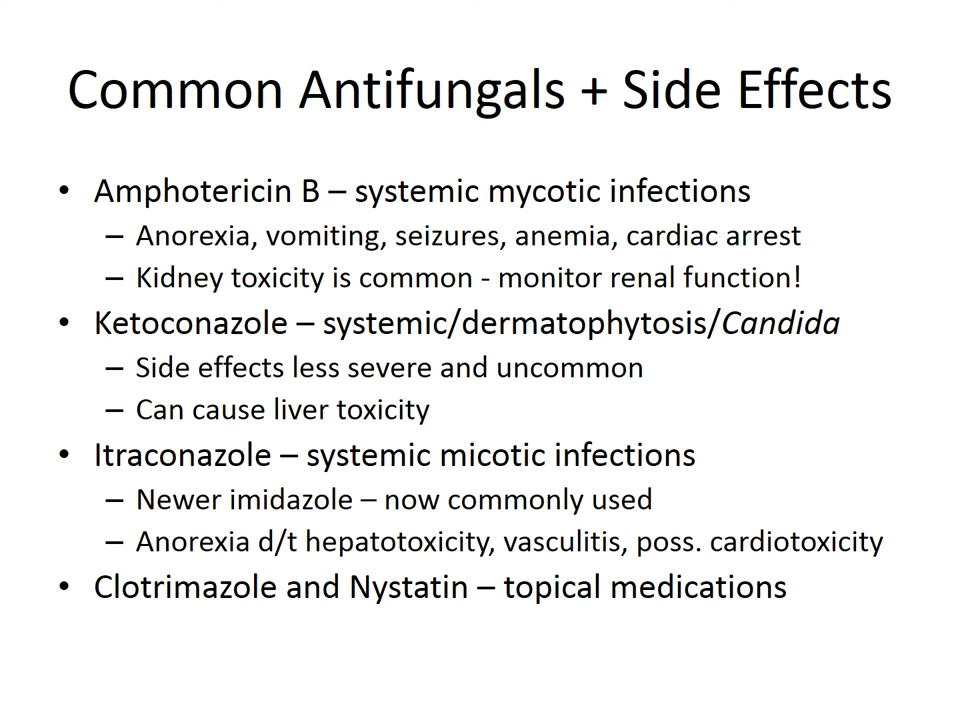 Common Antifungals + Side Effects
• Amphotericin B – systemic mycotic infections
– Anorexia, vomiting, seizures, anemia, cardiac arrest
– Kidney toxicity is common - monitor renal function!
• Ketoconazole – systemic/dermatophytosis/Candida
– Side effects less severe and uncommon
– Can cause liver toxicity
• Itraconazole – systemic micotic infections
– Newer imidazole – now commonly used
– Anorexia d/t hepatotoxicity, vasculitis, poss. cardiotoxicity
• Clotrimazole and Nystatin – topical medications